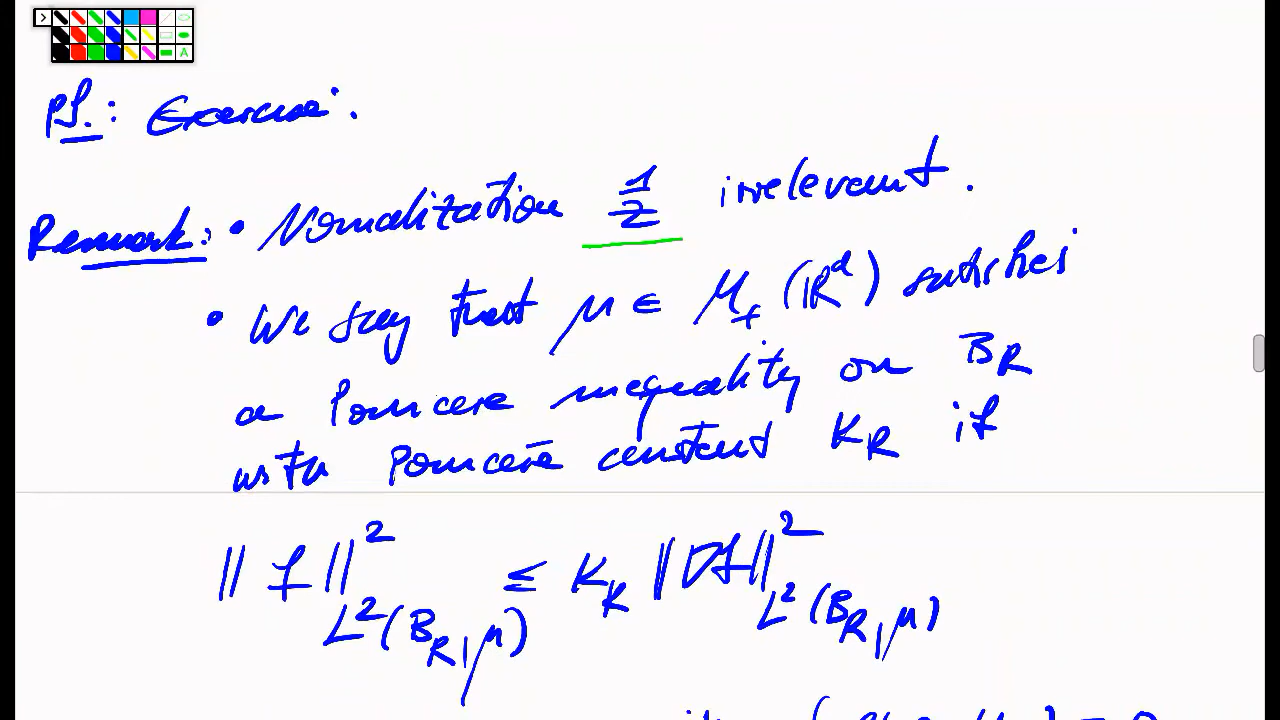 Pf.: Exercise.
Remark: • Normalization 1/Z irrelevant.
• We say that μ ∈ M_f (ℝ^d) satisfies
a Poincaré inequality on B_R
with Poincaré constant K_R if
‖ f ‖²_{L²(B_R, μ)} ≤ K_R ‖∇f‖²_{L²(B_R, μ)}